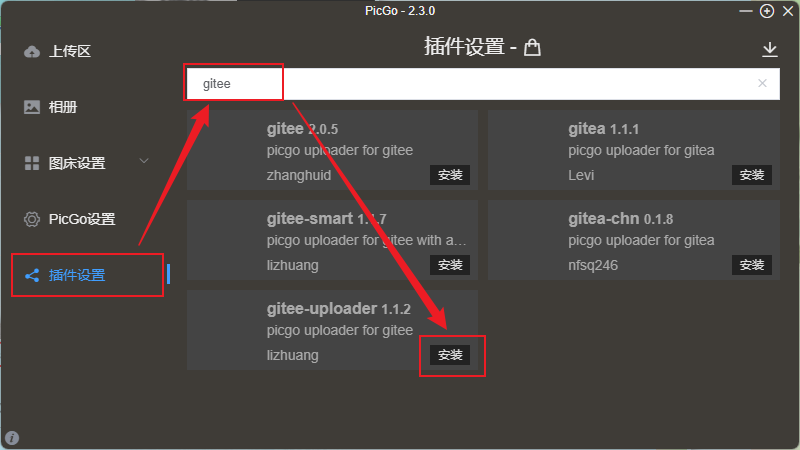 PicGo - 2.3.0
上传区
相册
图床设置
PicGo设置
插件设置
插件设置 -
gitee
gitee 2.0.5
picgo uploader for gitee
zhanghuid
安装
gitea 1.1.1
picgo uploader for gitea
Levi
安装
gitee-smart 1.1.7
picgo uploader for gitee with a...
lizhuang
安装
gitea-chn 0.1.8
picgo uploader for gitea
nfsq246
安装
gitee-uploader 1.1.2
picgo uploader for gitee
lizhuang
安装